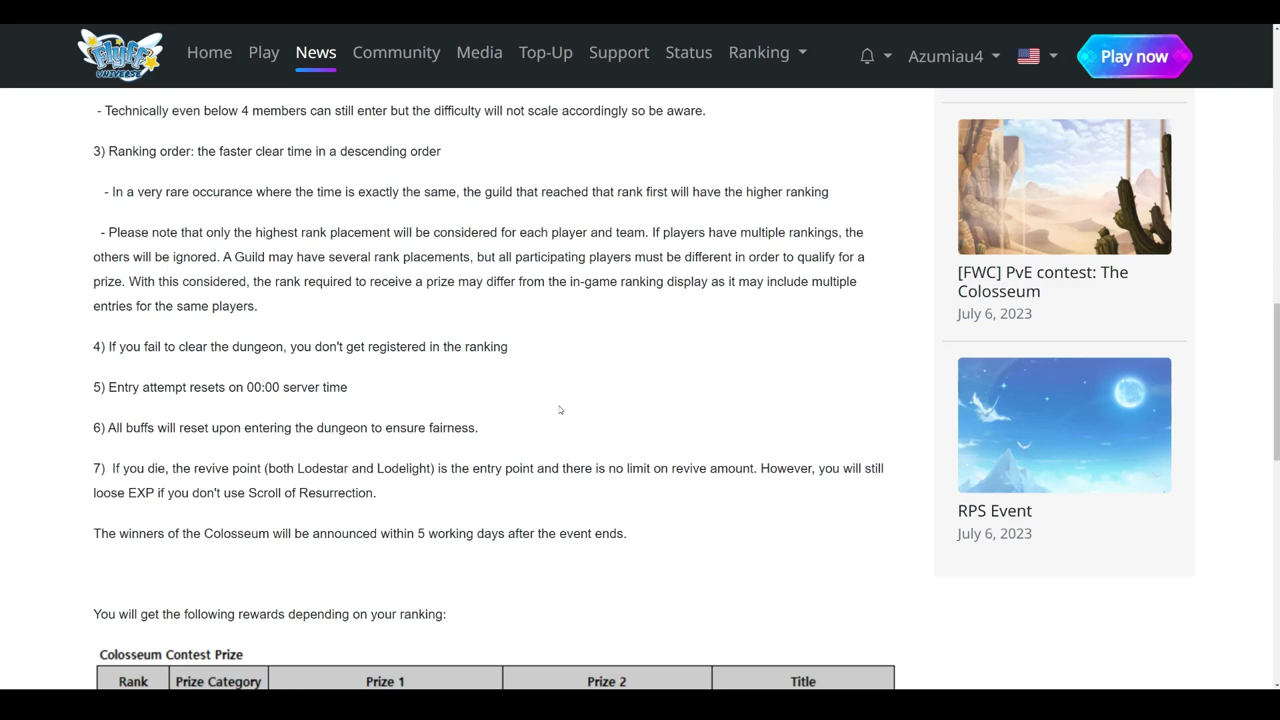 Flyff
UNIVERSE
Home Play News Community Media Top-Up Support Status Ranking
Azumiau4
Play now
- Technically even below 4 members can still enter but the difficulty will not scale accordingly so be aware.
3) Ranking order: the faster clear time in a descending order
- In a very rare occurance where the time is exactly the same, the guild that reached that rank first will have the higher ranking
- Please note that only the highest rank placement will be considered for each player and team. If players have multiple rankings, the
others will be ignored. A Guild may have several rank placements, but all participating players must be different in order to qualify for a
prize. With this considered, the rank required to receive a prize may differ from the in-game ranking display as it may include multiple
entries for the same players.
4) If you fail to clear the dungeon, you don't get registered in the ranking
5) Entry attempt resets on 00:00 server time
6) All buffs will reset upon entering the dungeon to ensure fairness.
7) If you die, the revive point (both Lodestar and Lodelight) is the entry point and there is no limit on revive amount. However, you will still
loose EXP if you don't use Scroll of Resurrection.
The winners of the Colosseum will be announced within 5 working days after the event ends.
You will get the following rewards depending on your ranking:
Colosseum Contest Prize
Rank Prize Category Prize 1 Prize 2 Title
[FWC] PvE contest: The
Colosseum
July 6, 2023
RPS Event
July 6, 2023